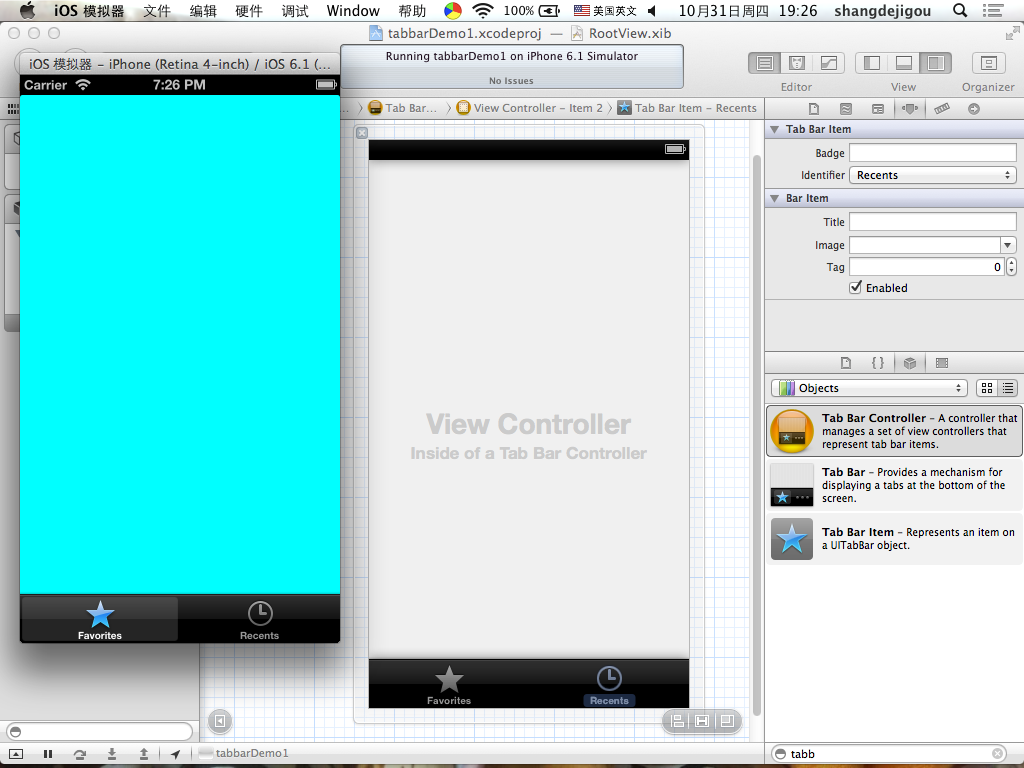 iOS 模拟器 文件 编辑 硬件 调试 Window 帮助 100% 美国英文 10月31日周四 19:26 shangdejigou
tabbarDemo1.xcodeproj — RootView.xib
iOS 模拟器 – iPhone (Retina 4-inch) / iOS 6.1 (...
Running tabbarDemo1 on iPhone 6.1 Simulator
No Issues
Editor View Organizer
Carrier 7:26 PM
Tab Bar... View Controller – Item 2 Tab Bar Item – Recents
Tab Bar Item
Badge
Identifier Recents
Bar Item
Title
Image
Tag 0
Enabled
Objects
Tab Bar Controller – A controller that
manages a set of view controllers that
represent tab bar items.
Tab Bar – Provides a mechanism for
displaying a tabs at the bottom of the
screen.
Tab Bar Item – Represents an item on
a UITabBar object.
View Controller
Inside of a Tab Bar Controller
Favorites Recents
Favorites Recents
tabbarDemo1
tabb